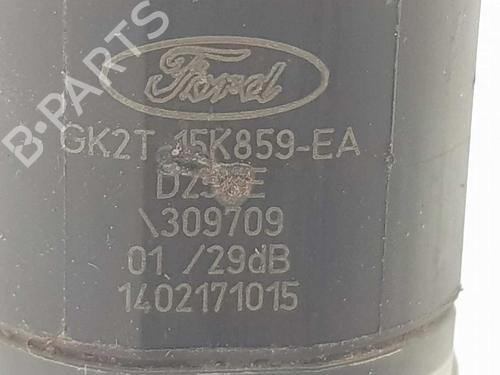 Ford
GK2T 15K859-EA
\309709
01 /29dB
1402171015
B-PARTS